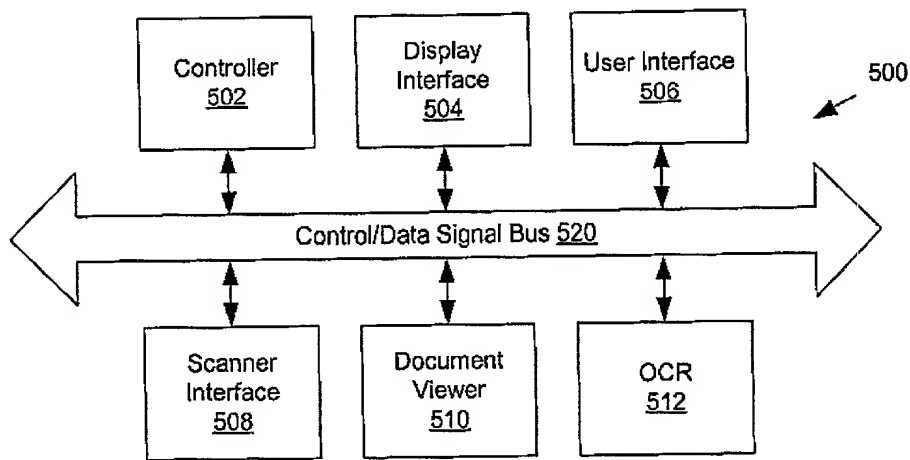 Controller
502
Display
Interface
504
User Interface
506
500
Control/Data Signal Bus 520
Scanner
Interface
508
Document
Viewer
510
OCR
512